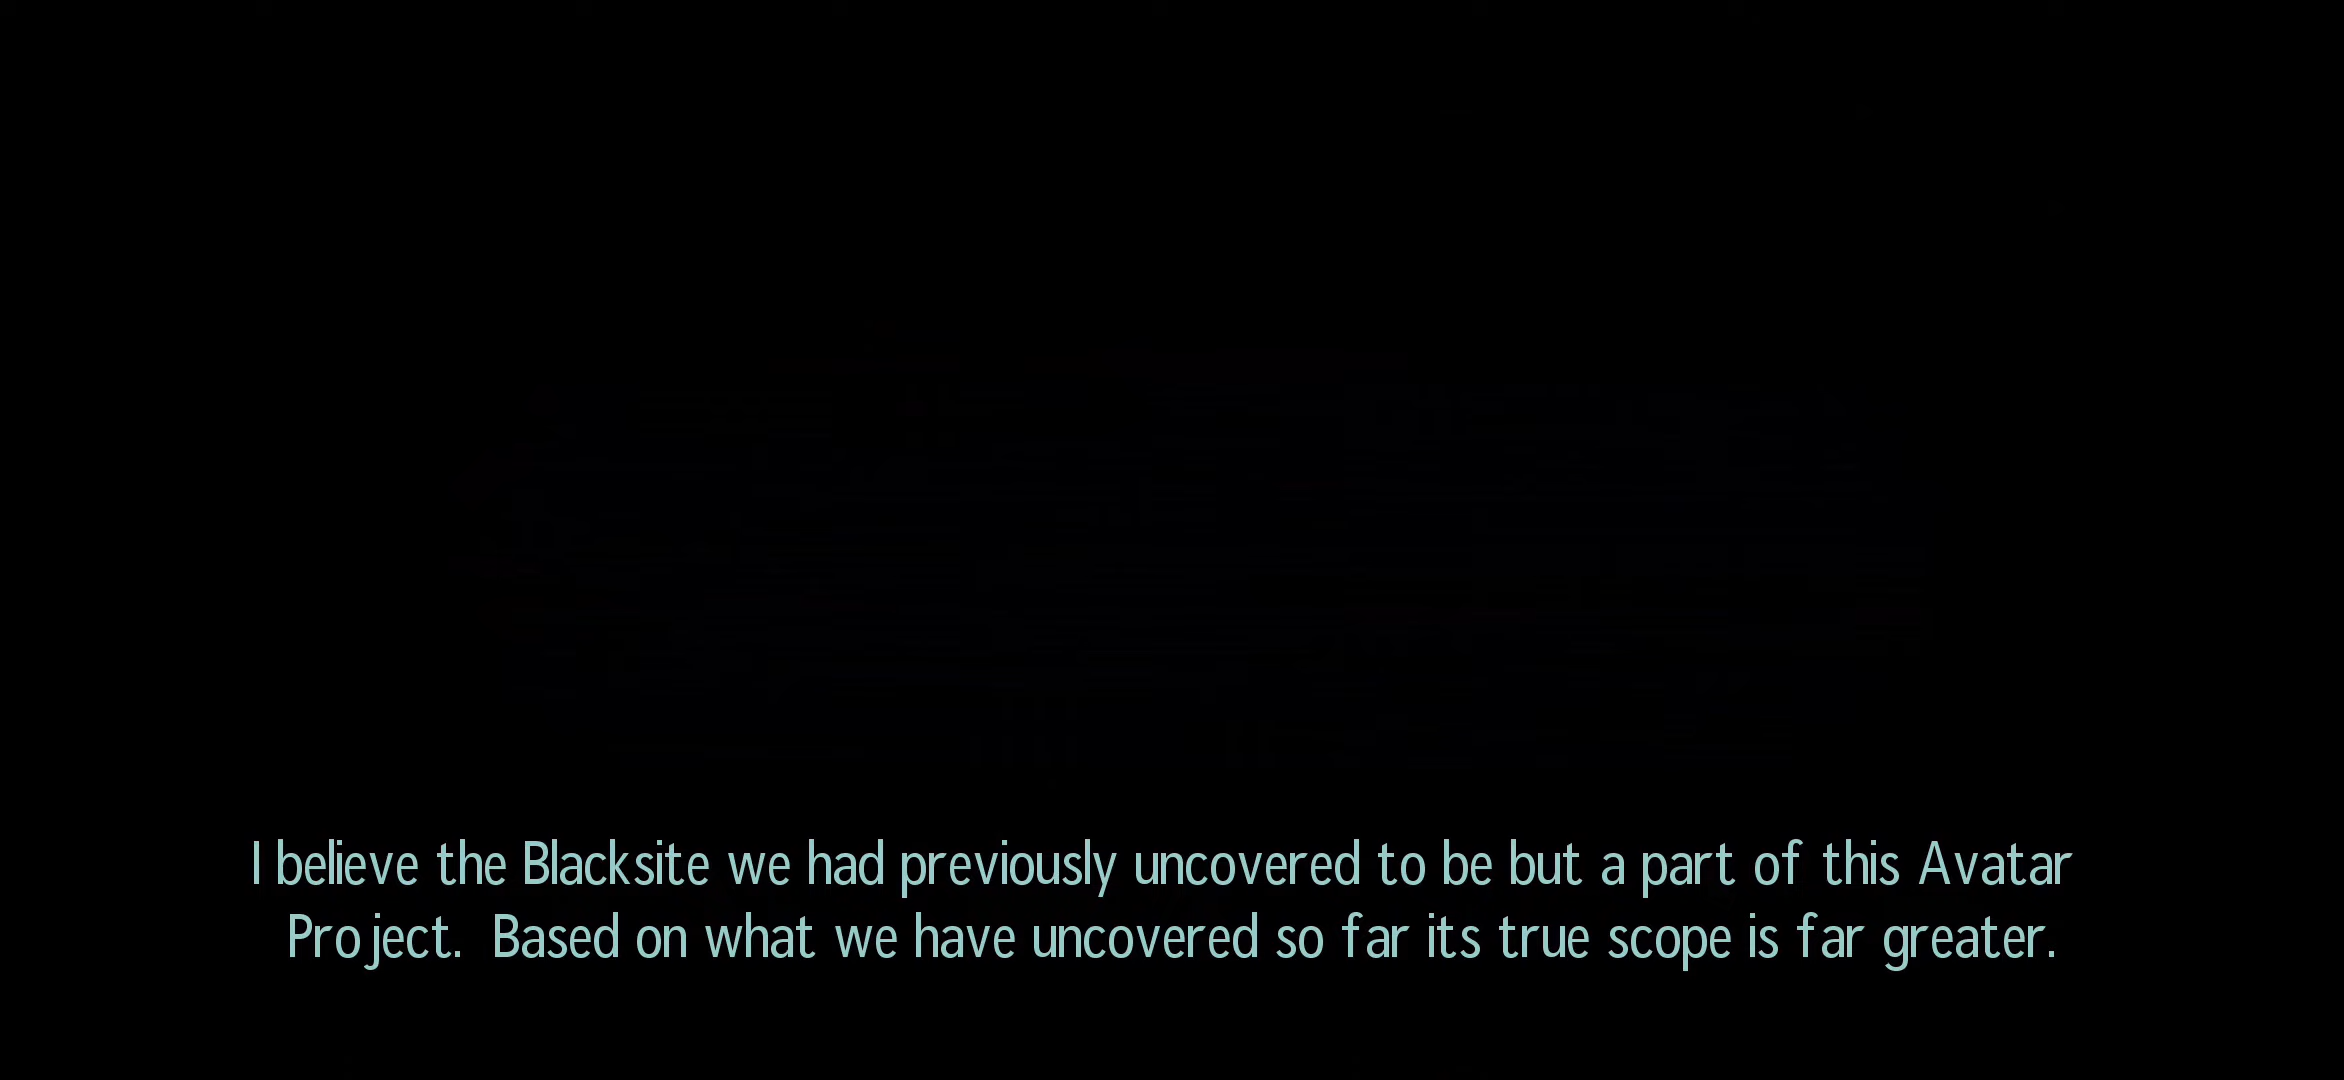 I believe the Blacksite we had previously uncovered to be but a part of this Avatar
Project.  Based on what we have uncovered so far its true scope is far greater.